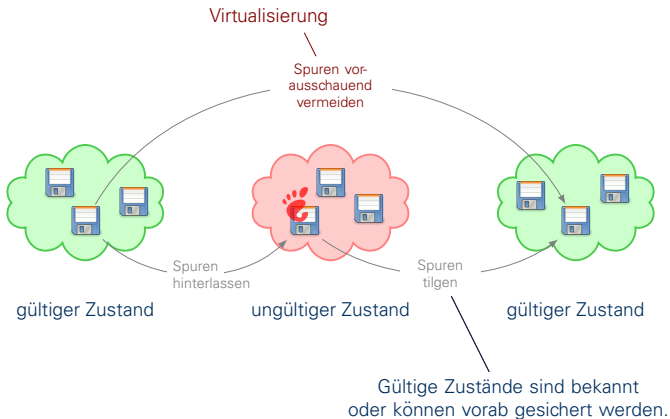 Virtualisierung
Spuren vor-
ausschauend
vermeiden
Spuren
hinterlassen
Spuren
tilgen
gültiger Zustand
ungültiger Zustand
gültiger Zustand
Gültige Zustände sind bekannt
oder können vorab gesichert werden.